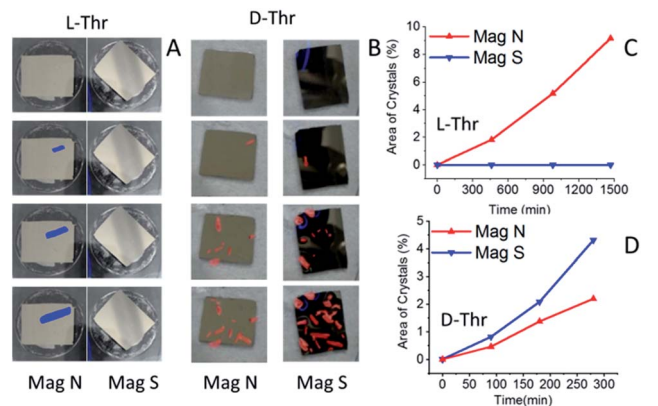 L-Thr
D-Thr
A
B
Mag N
Mag S
Mag N
Mag S
C
Area of Crystals (%)
10
8
6
4
2
0
Mag N
Mag S
L-Thr
0
300
600
900
1200
1500
Time (min)
D
Area of Crystals (%)
5
4
3
2
1
0
Mag N
Mag S
D-Thr
0
50
100
150
200
250
300
Time(min)